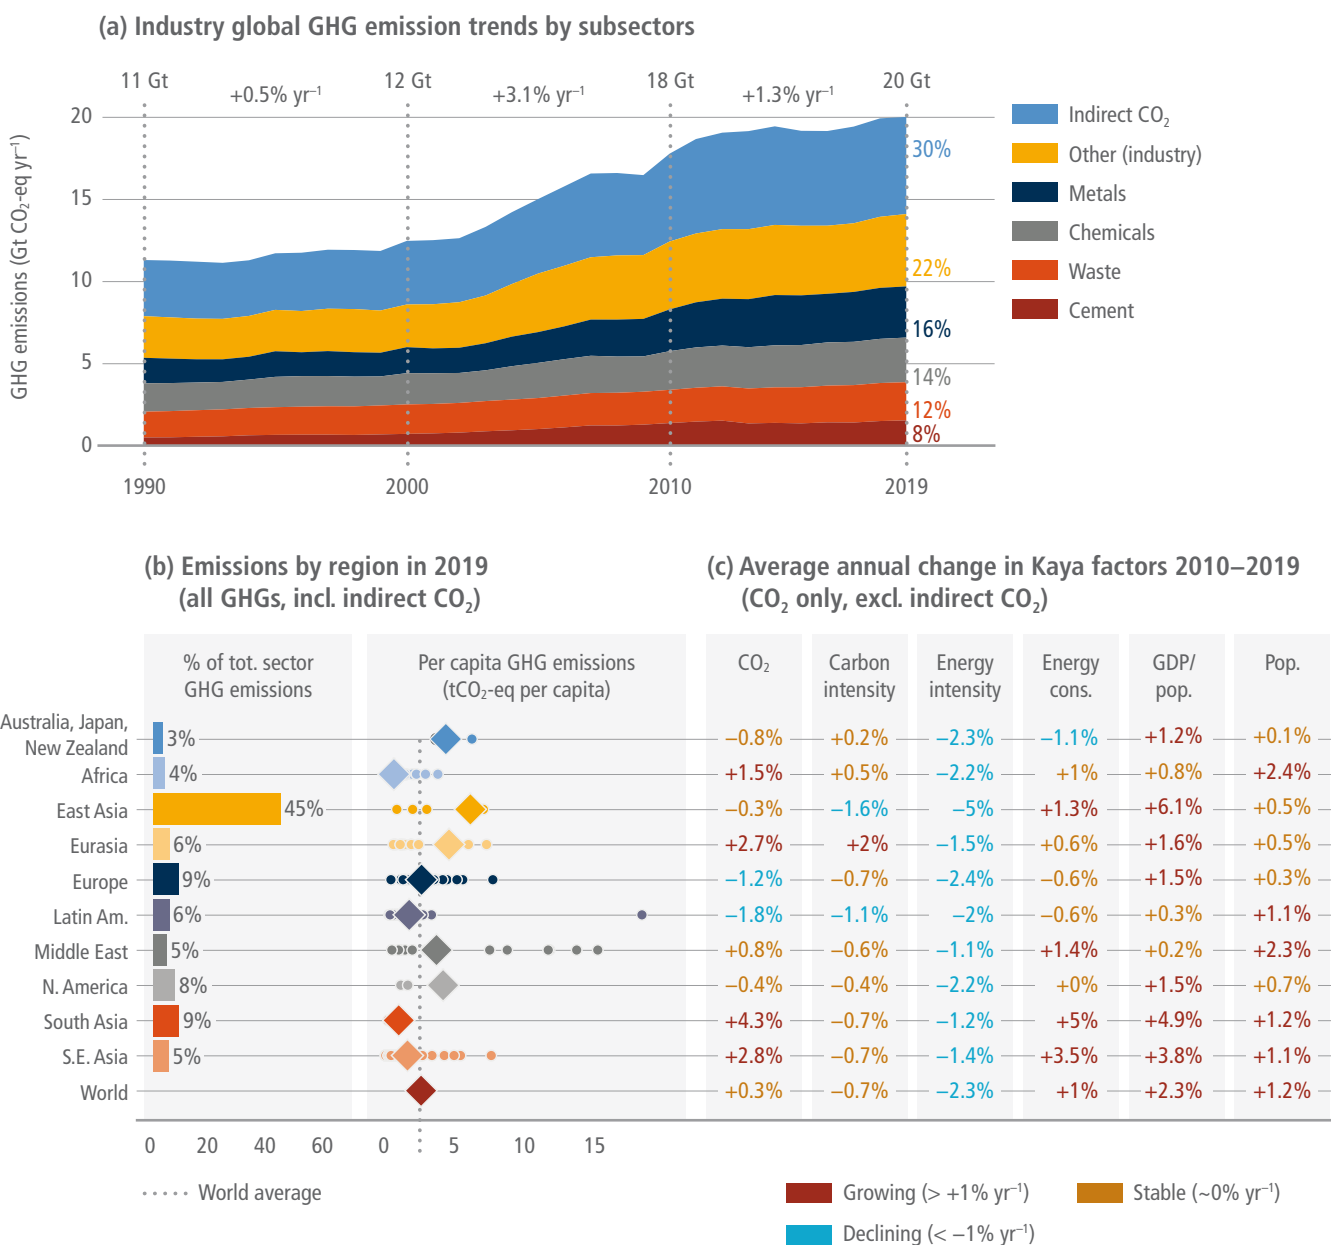 (a) Industry global GHG emission trends by subsectors
11 Gt
+0.5% yr⁻¹
12 Gt
+3.1% yr⁻¹
18 Gt
+1.3% yr⁻¹
20 Gt
GHG emissions (Gt CO₂-eq yr⁻¹)
20
15
10
5
0
30%
22%
16%
14%
12%
8%
1990
2000
2010
2019
Indirect CO₂
Other (industry)
Metals
Chemicals
Waste
Cement
(b) Emissions by region in 2019
(all GHGs, incl. indirect CO₂)
(c) Average annual change in Kaya factors 2010–2019
(CO₂ only, excl. indirect CO₂)
% of tot. sector
GHG emissions
Per capita GHG emissions
(tCO₂-eq per capita)
CO₂
Carbon
intensity
Energy
intensity
Energy
cons.
GDP/
pop.
Pop.
Australia, Japan,
New Zealand
3% −0.8% +0.2% −2.3% −1.1% +1.2% +0.1%
Africa 4% +1.5% +0.5% −2.2% +1% +0.8% +2.4%
East Asia 45% −0.3% −1.6% −5% +1.3% +6.1% +0.5%
Eurasia 6% +2.7% +2% −1.5% +0.6% +1.6% +0.5%
Europe 9% −1.2% −0.7% −2.4% −0.6% +1.5% +0.3%
Latin Am. 6% −1.8% −1.1% −2% −0.6% +0.3% +1.1%
Middle East 5% +0.8% −0.6% −1.1% +1.4% +0.2% +2.3%
N. America 8% −0.4% −0.4% −2.2% +0% +1.5% +0.7%
South Asia 9% +4.3% −0.7% −1.2% +5% +4.9% +1.2%
S.E. Asia 5% +2.8% −0.7% −1.4% +3.5% +3.8% +1.1%
World +0.3% −0.7% −2.3% +1% +2.3% +1.2%
0 20 40 60
0 5 10 15
World average
Growing (> +1% yr⁻¹)
Stable (~0% yr⁻¹)
Declining (< −1% yr⁻¹)